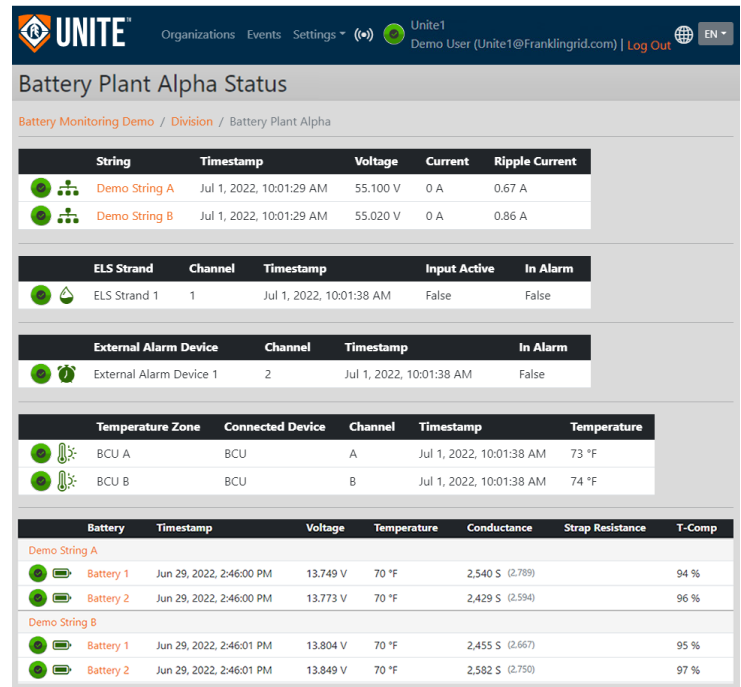 UNITE™
Organizations Events Settings
Unite1
Demo User (Unite1@Franklingrid.com) | Log Out
EN
Battery Plant Alpha Status
Battery Monitoring Demo / Division / Battery Plant Alpha
String Timestamp Voltage Current Ripple Current
Demo String A Jul 1, 2022, 10:01:29 AM 55.100 V 0 A 0.67 A
Demo String B Jul 1, 2022, 10:01:29 AM 55.020 V 0 A 0.86 A
ELS Strand Channel Timestamp Input Active In Alarm
ELS Strand 1 1 Jul 1, 2022, 10:01:38 AM False False
External Alarm Device Channel Timestamp In Alarm
External Alarm Device 1 2 Jul 1, 2022, 10:01:38 AM False
Temperature Zone Connected Device Channel Timestamp Temperature
BCU A BCU A Jul 1, 2022, 10:01:38 AM 73 °F
BCU B BCU B Jul 1, 2022, 10:01:38 AM 74 °F
Battery Timestamp Voltage Temperature Conductance Strap Resistance T-Comp
Demo String A
Battery 1 Jun 29, 2022, 2:46:00 PM 13.749 V 70 °F 2,540 S (2.789) 94 %
Battery 2 Jun 29, 2022, 2:46:00 PM 13.773 V 70 °F 2,429 S (2.594) 96 %
Demo String B
Battery 1 Jun 29, 2022, 2:46:01 PM 13.804 V 70 °F 2,455 S (2.667) 95 %
Battery 2 Jun 29, 2022, 2:46:01 PM 13.849 V 70 °F 2,582 S (2.750) 97 %